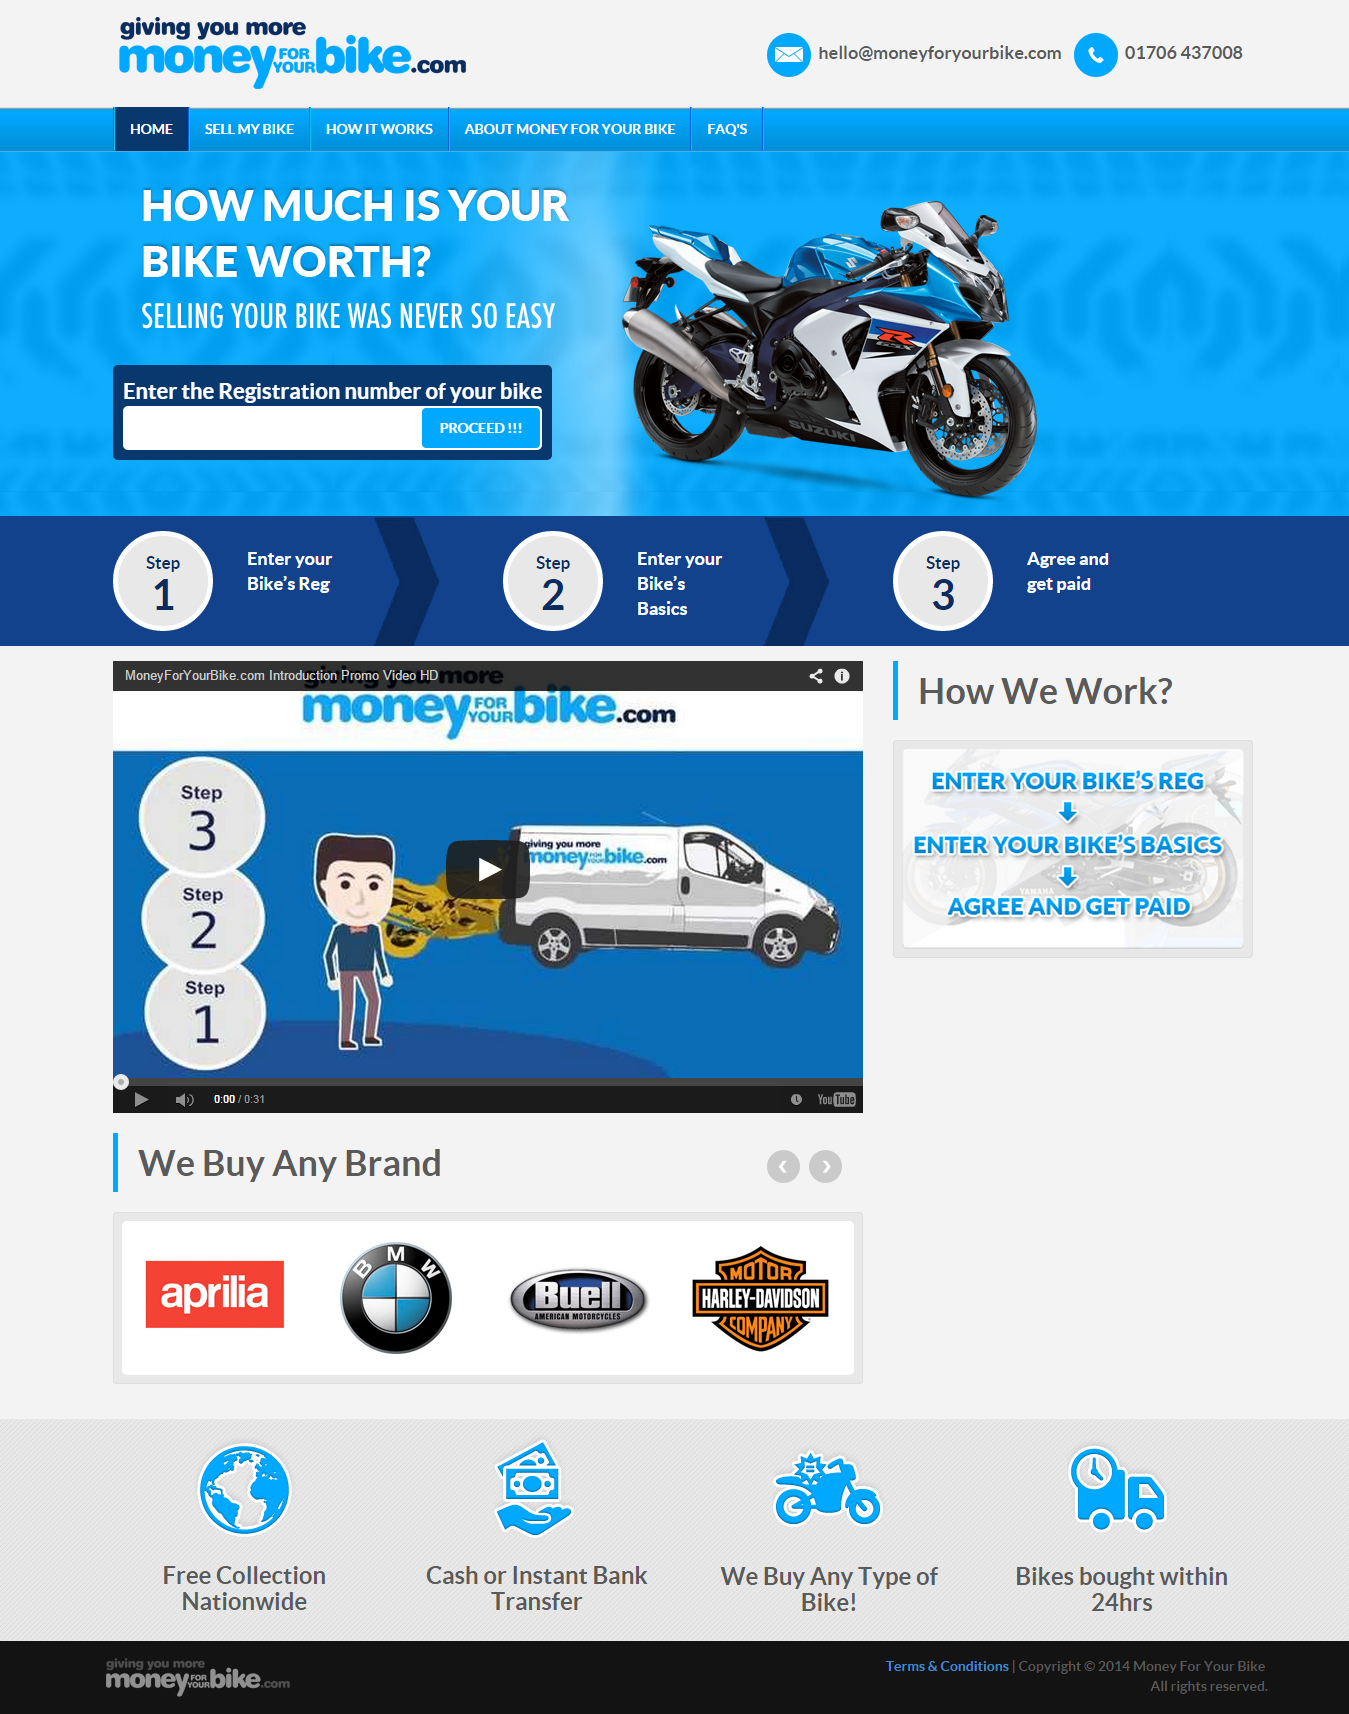 giving you more
money FOR YOUR bike.com
hello@moneyforyourbike.com
01706 437008
HOME
SELL MY BIKE
HOW IT WORKS
ABOUT MONEY FOR YOUR BIKE
FAQ'S
HOW MUCH IS YOUR
BIKE WORTH?
SELLING YOUR BIKE WAS NEVER SO EASY
R
GSX
SUZUKI
Enter the Registration number of your bike
PROCEED !!!
Step
1
Enter your
Bike's Reg
Step
2
Enter your
Bike's
Basics
Step
3
Agree and
get paid
MoneyForYourBike.com Introduction Promo Video HD
giving you more
money FOR YOUR bike.com
Step
3
Step
2
Step
1
giving you more
money FOR YOUR bike.com
0:00 / 0:31
YouTube
How We Work?
ENTER YOUR BIKE'S REG
ENTER YOUR BIKE'S BASICS
YAMAHA
AGREE AND GET PAID
We Buy Any Brand
aprilia
BMW
Buell
AMERICAN MOTORCYCLES
MOTOR
HARLEY-DAVIDSON
COMPANY
Free Collection
Nationwide
Cash or Instant Bank
Transfer
We Buy Any Type of
Bike!
Bikes bought within
24hrs
giving you more
money FOR YOUR bike.com
Terms & Conditions | Copyright © 2014 Money For Your Bike
All rights reserved.